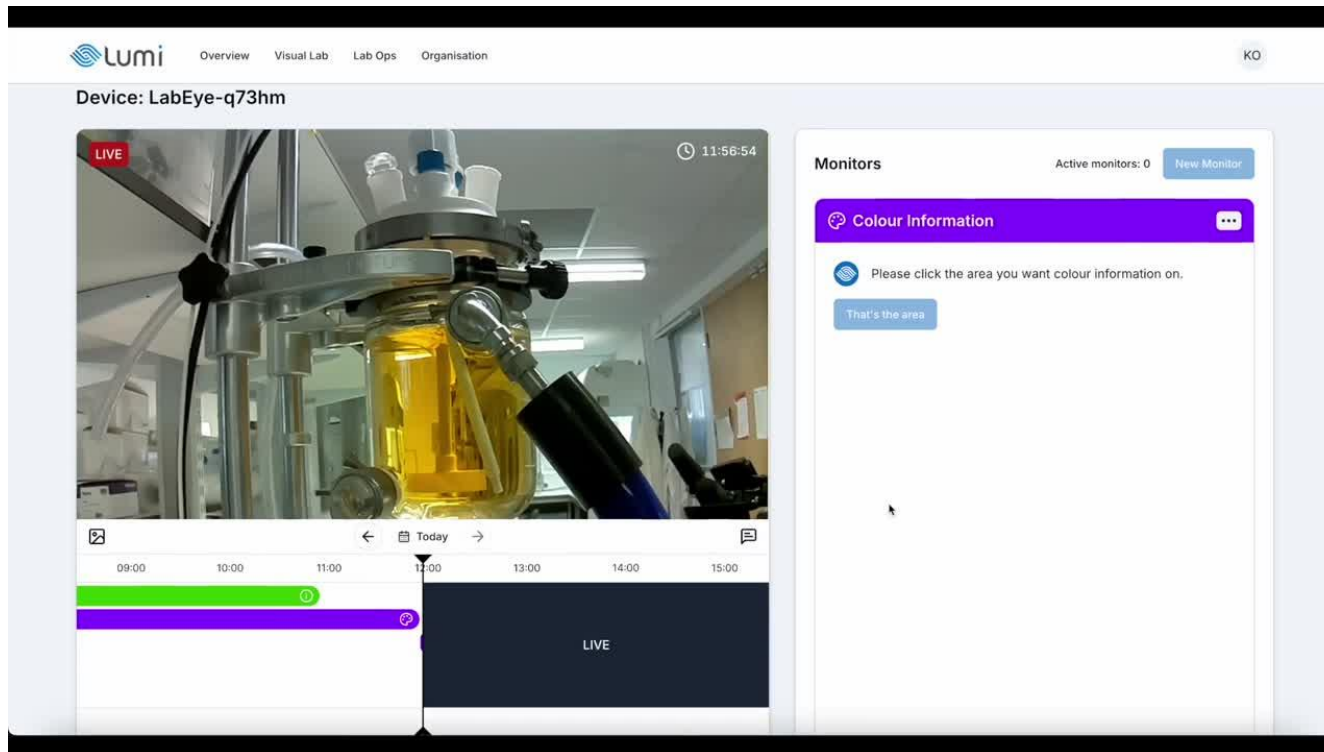 Lumi
Overview Visual Lab Lab Ops Organisation
KO
Device: LabEye-q73hm
LIVE
11:56:54
Monitors
Active monitors: 0
New Monitor
Colour Information
Please click the area you want colour information on.
That's the area
Today
09:00 10:00 11:00 12:00 13:00 14:00 15:00
LIVE